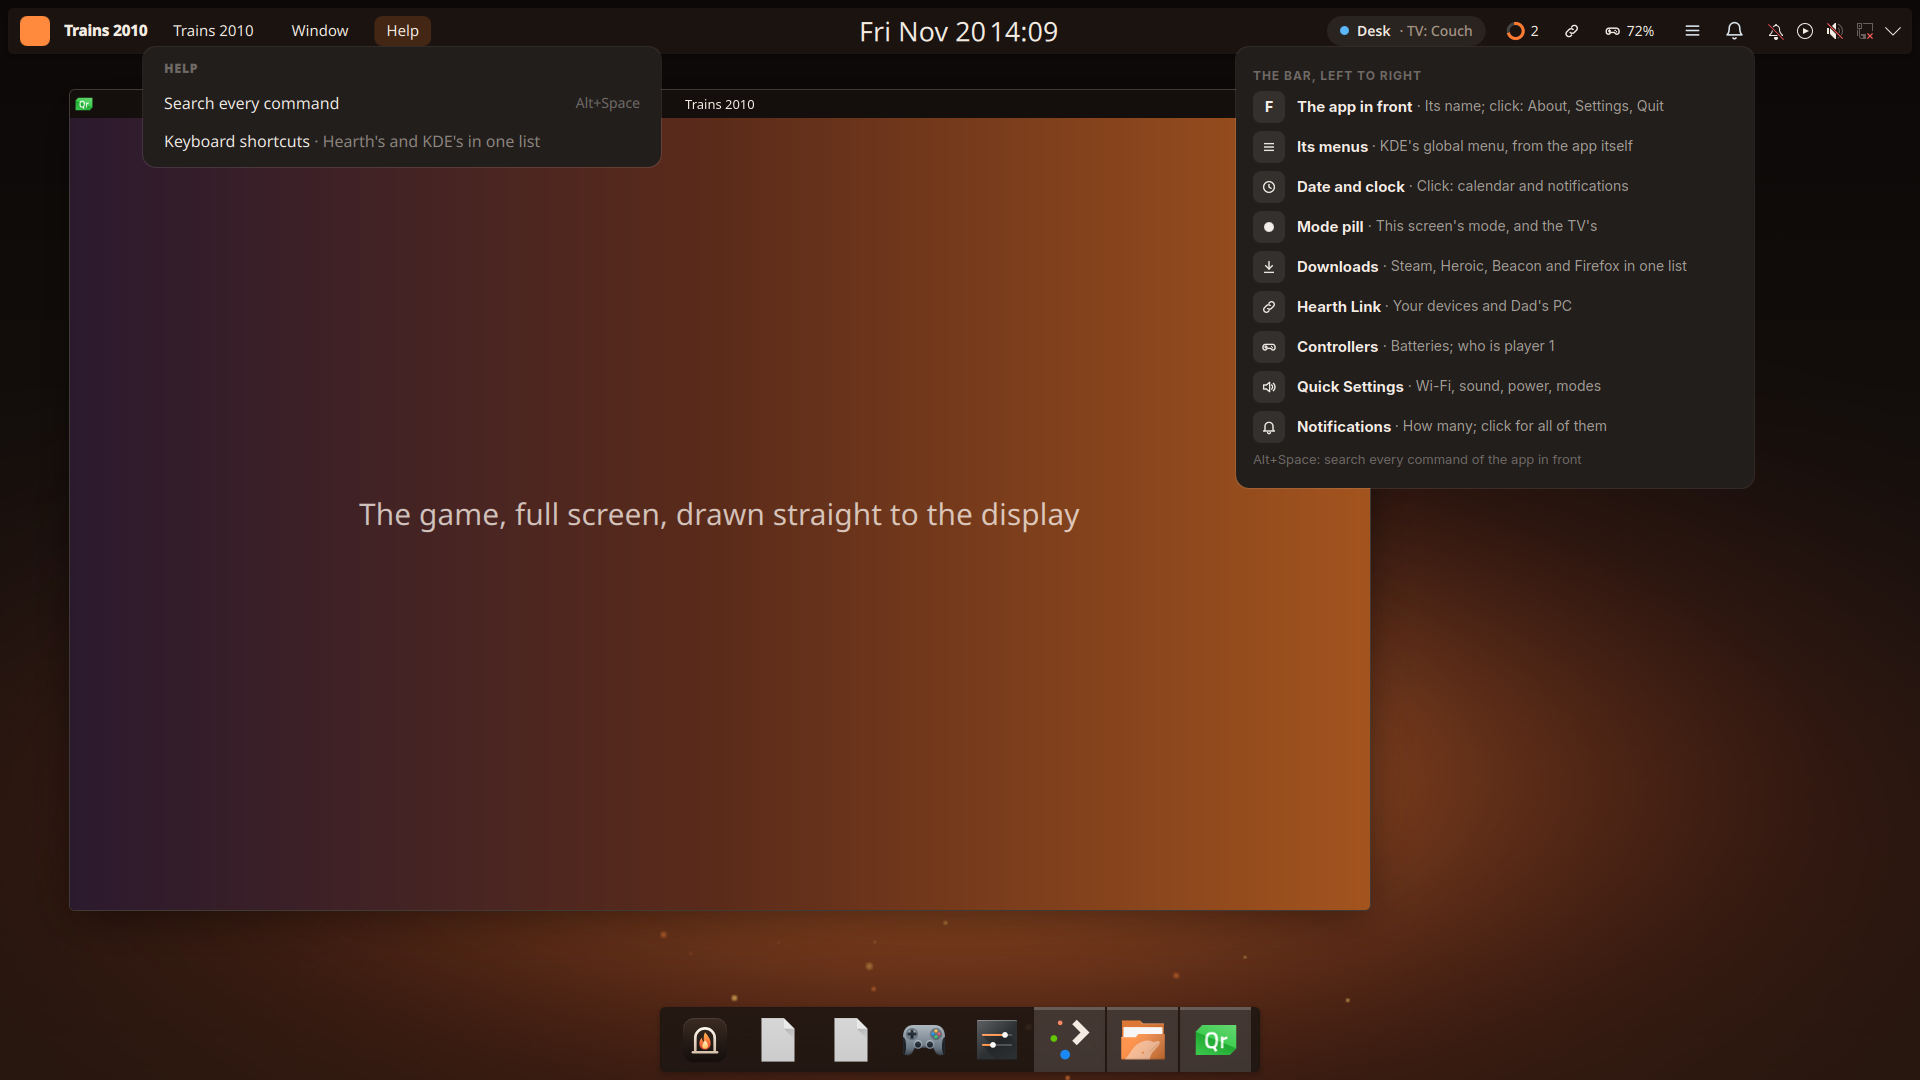 Trains 2010 Trains 2010 Window Help Fri Nov 20 14:09 Desk · TV: Couch 2 72%
HELP
Search every command Alt+Space
Keyboard shortcuts · Hearth's and KDE's in one list
Qr Trains 2010
The game, full screen, drawn straight to the display
THE BAR, LEFT TO RIGHT
F The app in front · Its name; click: About, Settings, Quit
Its menus · KDE's global menu, from the app itself
Date and clock · Click: calendar and notifications
Mode pill · This screen's mode, and the TV's
Downloads · Steam, Heroic, Beacon and Firefox in one list
Hearth Link · Your devices and Dad's PC
Controllers · Batteries; who is player 1
Quick Settings · Wi-Fi, sound, power, modes
Notifications · How many; click for all of them
Alt+Space: search every command of the app in front
Qr